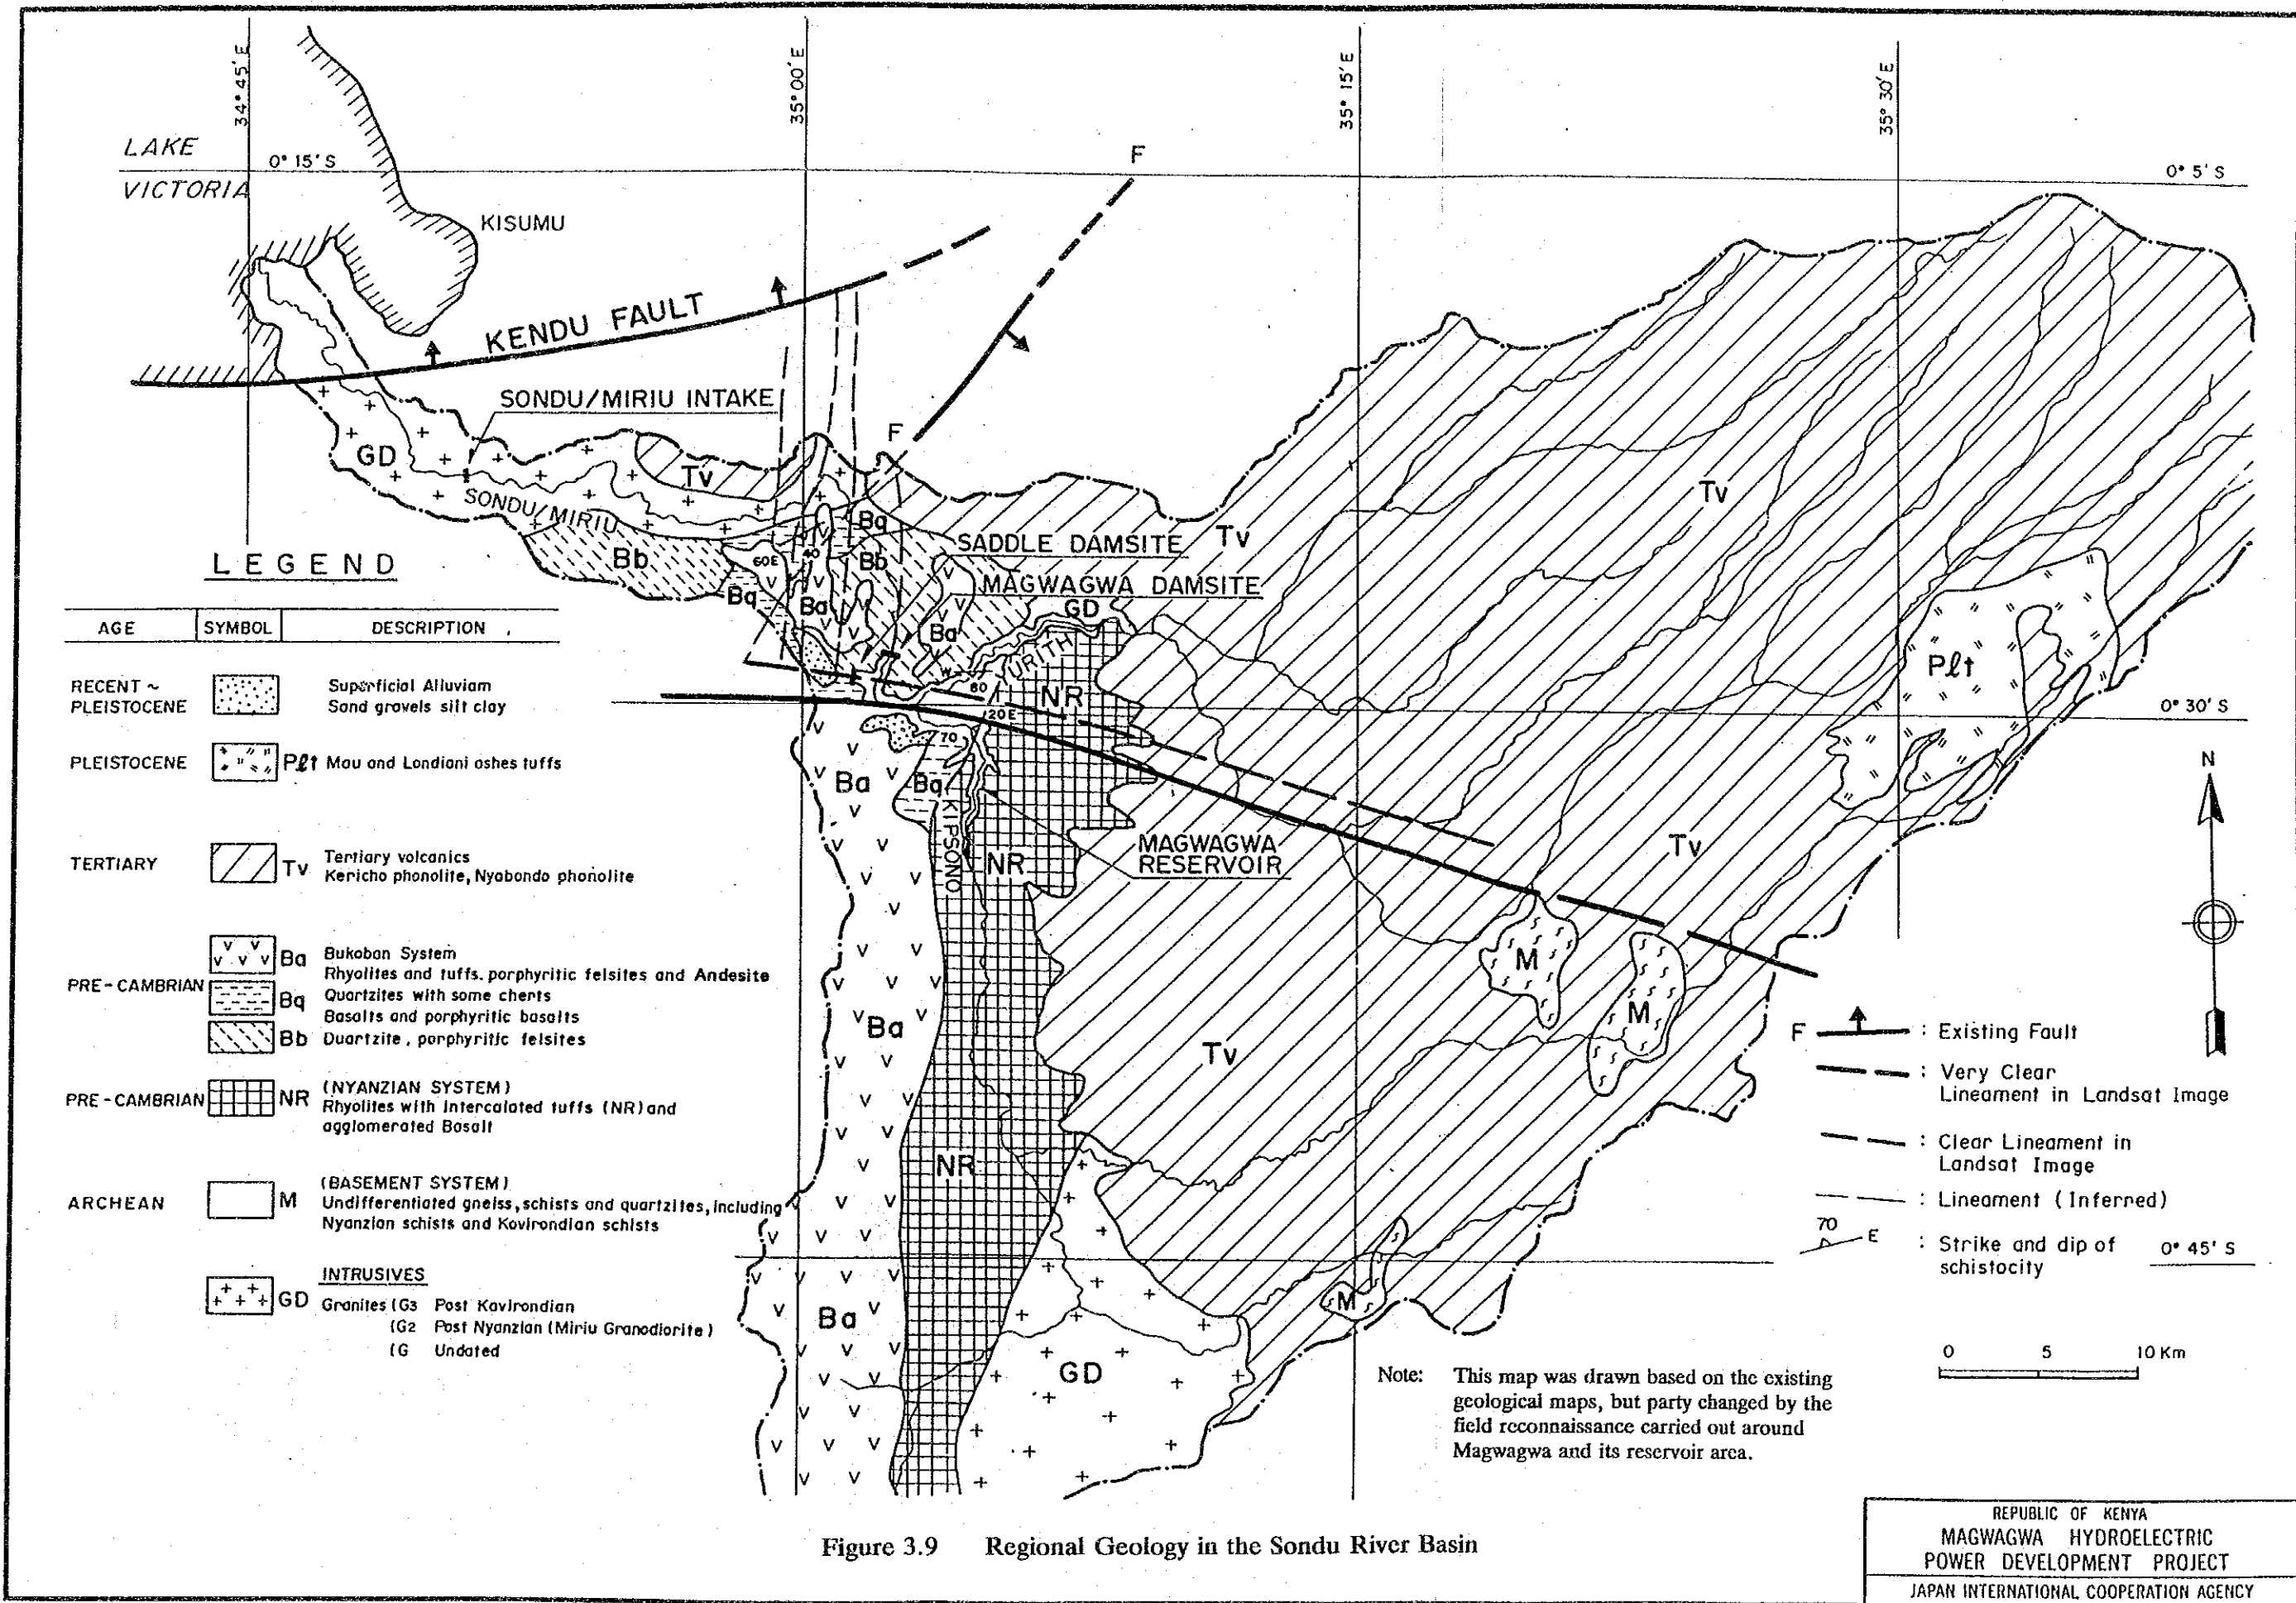 34° 45' E
35° 00' E
35° 15' E
35° 30' E
LAKE
VICTORIA
0° 15' S
0° 5' S
KISUMU
F
KENDU FAULT
SONDU/MIRIU INTAKE
F
GD
Tv
SONDU/MIRIU
Tv
Tv
Bq
Bb
60E
40
Bb
SADDLE DAMSITE
Bq
Ba
MAGWAGWA DAMSITE
GD
Ba
URITH
W
60
NR
20E
Plt
0° 30' S
70
Ba
Bq
KIPSONO
NR
MAGWAGWA
RESERVOIR
Tv
M
M
Ba
Tv
NR
M
Ba
GD
N
LEGEND
AGE SYMBOL DESCRIPTION
RECENT ~
PLEISTOCENE
Superficial Alluviam
Sand gravels silt clay
PLEISTOCENE Plt Mau and Londiani ashes tuffs
TERTIARY Tv Tertiary volcanics
Kericho phonolite, Nyabondo phonolite
PRE-CAMBRIAN
Ba Bukoban System
Rhyolites and tuffs. porphyritic felsites and Andesite
Bq Quartzites with some cherts
Basalts and porphyritic basalts
Bb Duartzite, porphyritic felsites
PRE-CAMBRIAN NR (NYANZIAN SYSTEM)
Rhyolites with intercalated tuffs (NR) and
agglomerated Basalt
ARCHEAN M (BASEMENT SYSTEM)
Undifferentiated gneiss, schists and quartzites, including
Nyanzian schists and Kavirondian schists
GD INTRUSIVES
Granites (G3 Post Kavirondian
(G2 Post Nyanzian (Miriu Granodiorite)
(G Undated
F : Existing Fault
: Very Clear
Lineament in Landsat Image
: Clear Lineament in
Landsat Image
: Lineament (Inferred)
70 E : Strike and dip of
schistocity
0° 45' S
0 5 10 Km
Note: This map was drawn based on the existing
geological maps, but party changed by the
field reconnaissance carried out around
Magwagwa and its reservoir area.
Figure 3.9 Regional Geology in the Sondu River Basin
REPUBLIC OF KENYA
MAGWAGWA HYDROELECTRIC
POWER DEVELOPMENT PROJECT
JAPAN INTERNATIONAL COOPERATION AGENCY